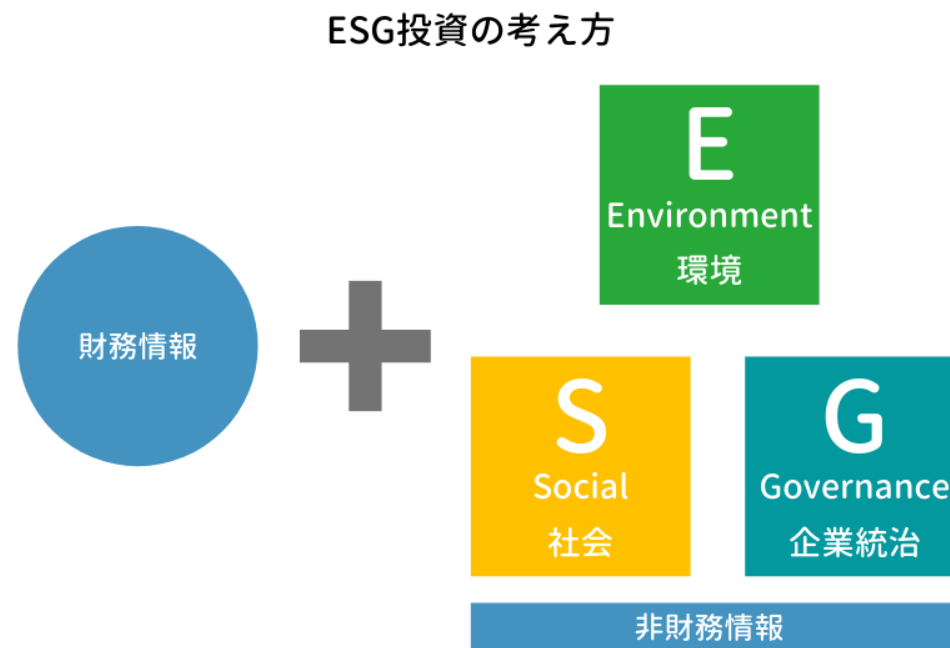 ESG投資の考え方
E
Environment
環境
財務情報
S
Social
社会
G
Governance
企業統治
非財務情報